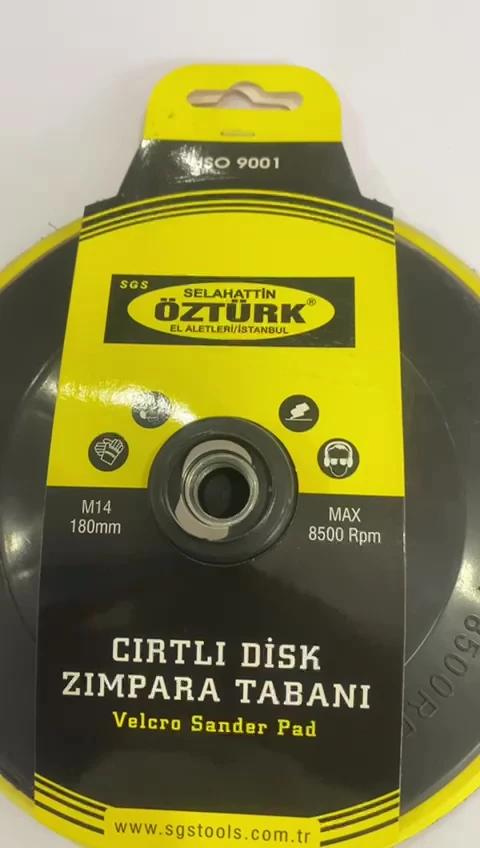 ISO 9001
SGS
SELAHATTİN
ÖZTÜRK®
EL ALETLERİ/İSTANBUL
M14
180mm
MAX
8500 Rpm
8500R
CIRTLI DİSK
ZIMPARA TABANI
Velcro Sander Pad
www.sgstools.com.tr